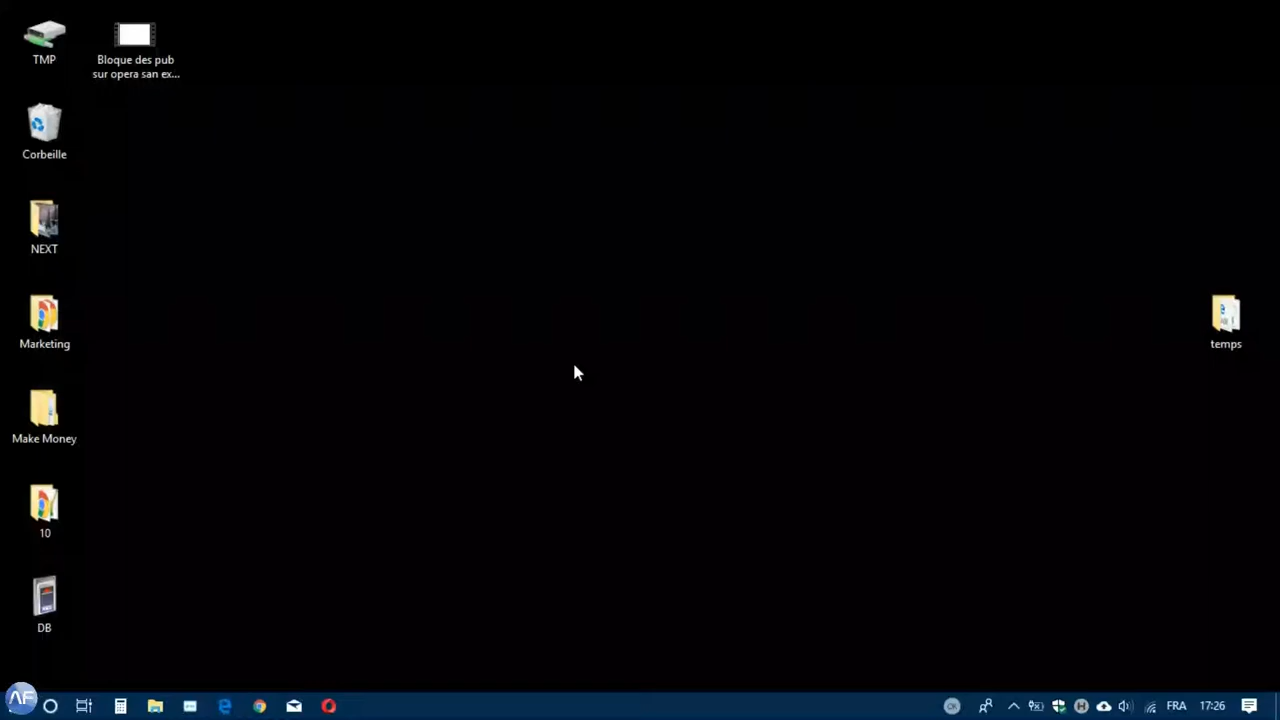 TMP
Bloque des pub
sur opera san ex...
Corbeille
NEXT
Marketing
temps
Make Money
10
DB
AF
FRA
17:26